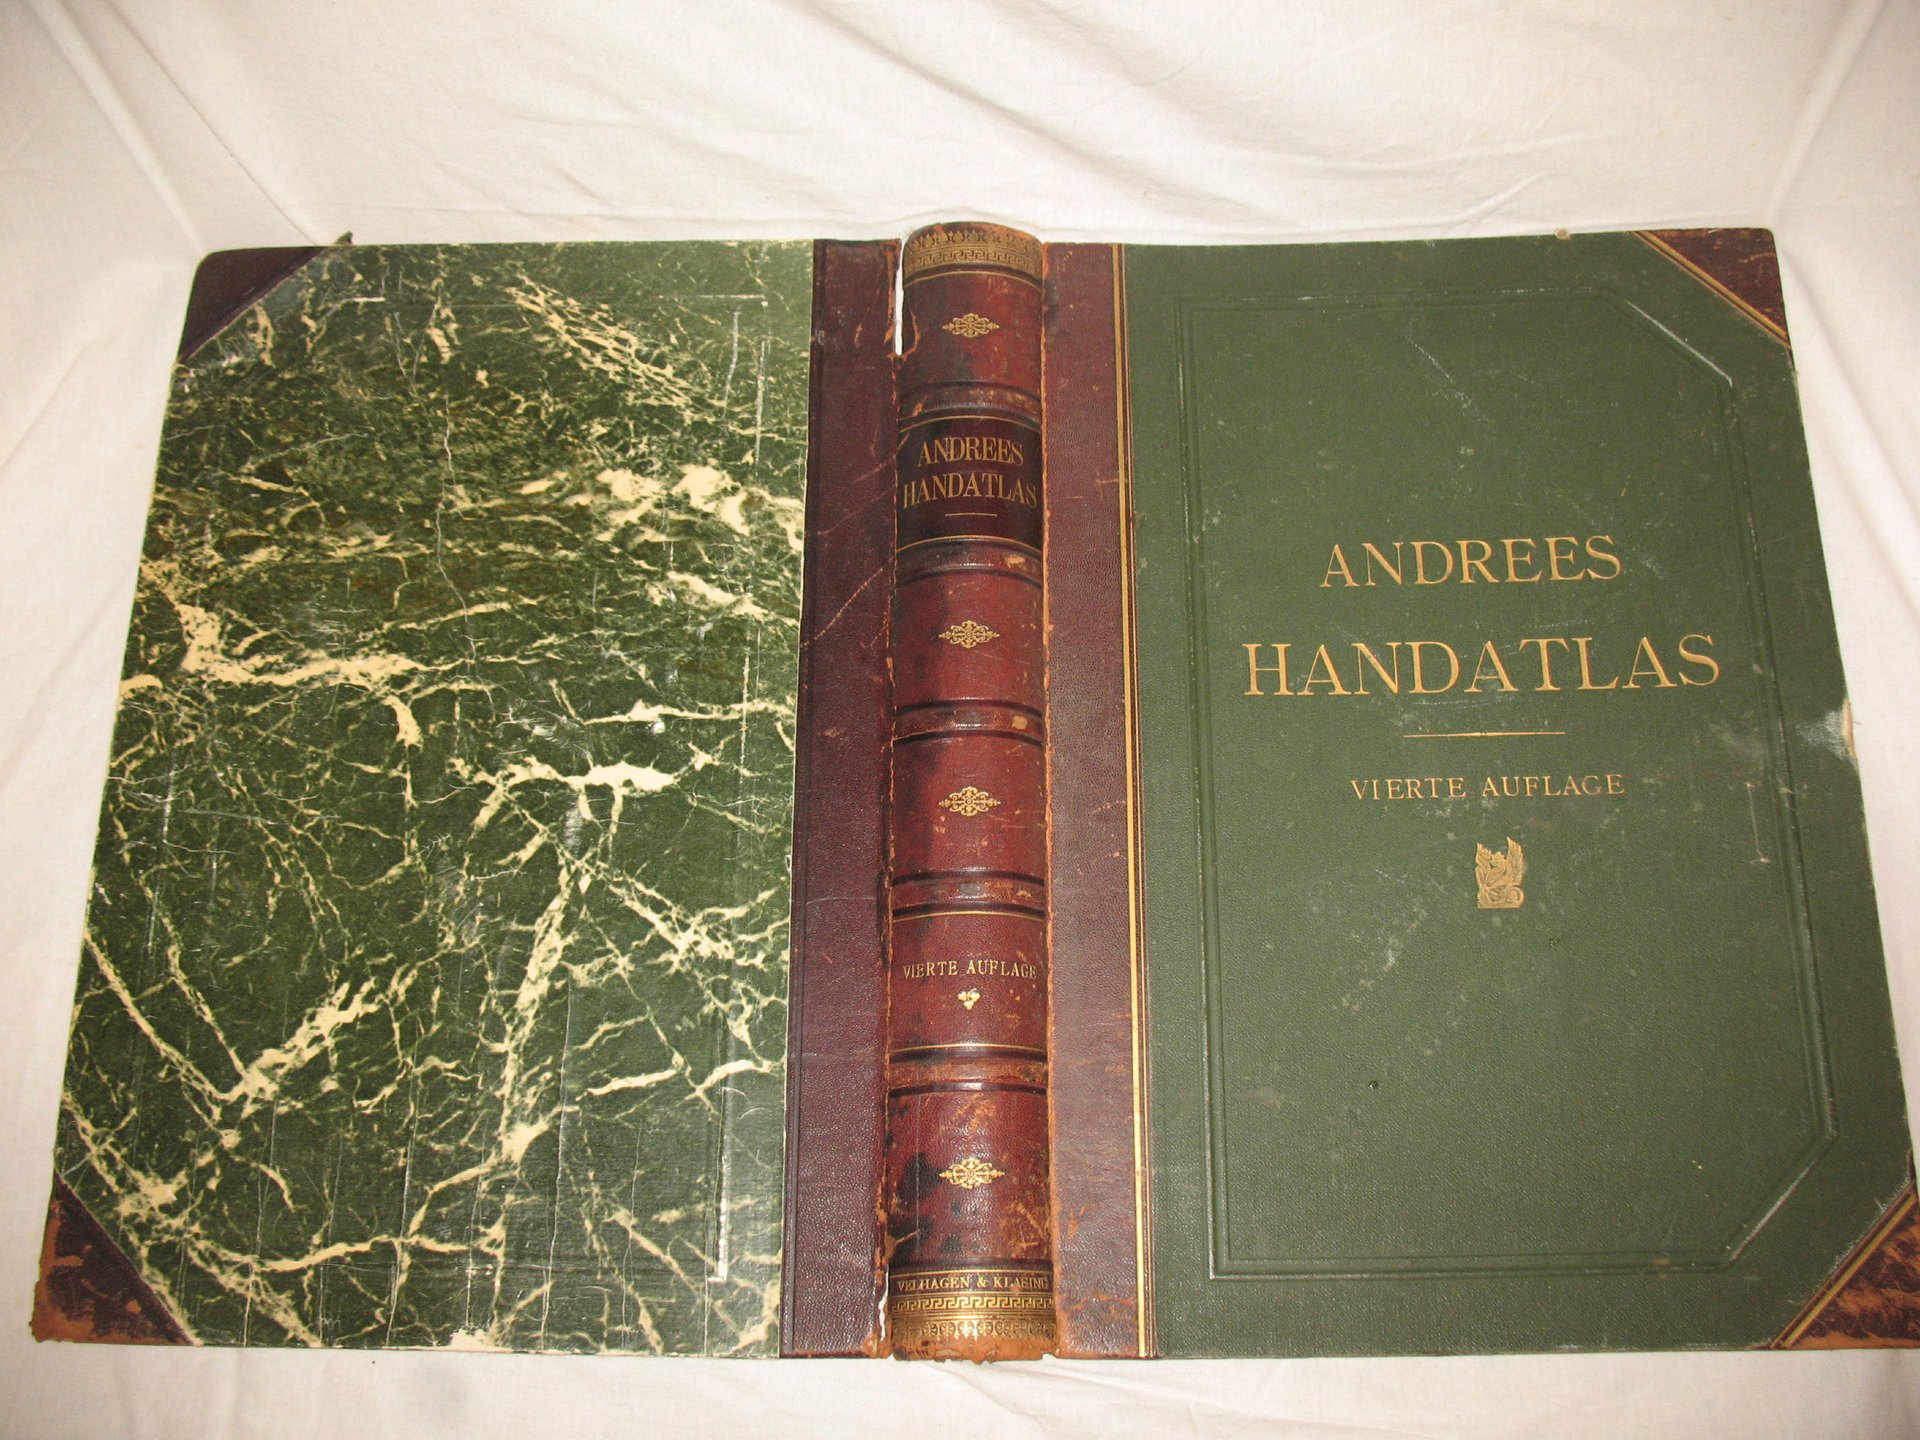 ANDREES
HANDATLAS
VIERTE AUFLAGE
VELHAGEN & KLASING
ANDREES
HANDATLAS
VIERTE AUFLAGE